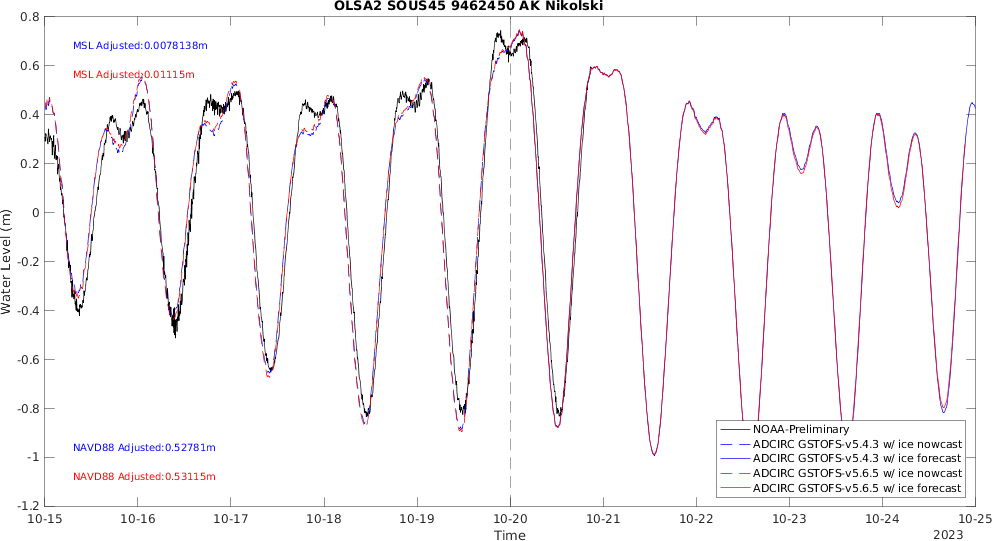 OLSA2 SOUS45 9462450 AK Nikolski
0.8
0.6
0.4
0.2
0
-0.2
-0.4
-0.6
-0.8
-1
-1.2
Water Level (m)
MSL Adjusted:0.0078138m
MSL Adjusted:0.01115m
NAVD88 Adjusted:0.52781m
NAVD88 Adjusted:0.53115m
NOAA-Preliminary
ADCIRC GSTOFS-v5.4.3 w/ ice nowcast
ADCIRC GSTOFS-v5.4.3 w/ ice forecast
ADCIRC GSTOFS-v5.6.5 w/ ice nowcast
ADCIRC GSTOFS-v5.6.5 w/ ice forecast
10-15 10-16 10-17 10-18 10-19 10-20 10-21 10-22 10-23 10-24 10-25
Time
2023